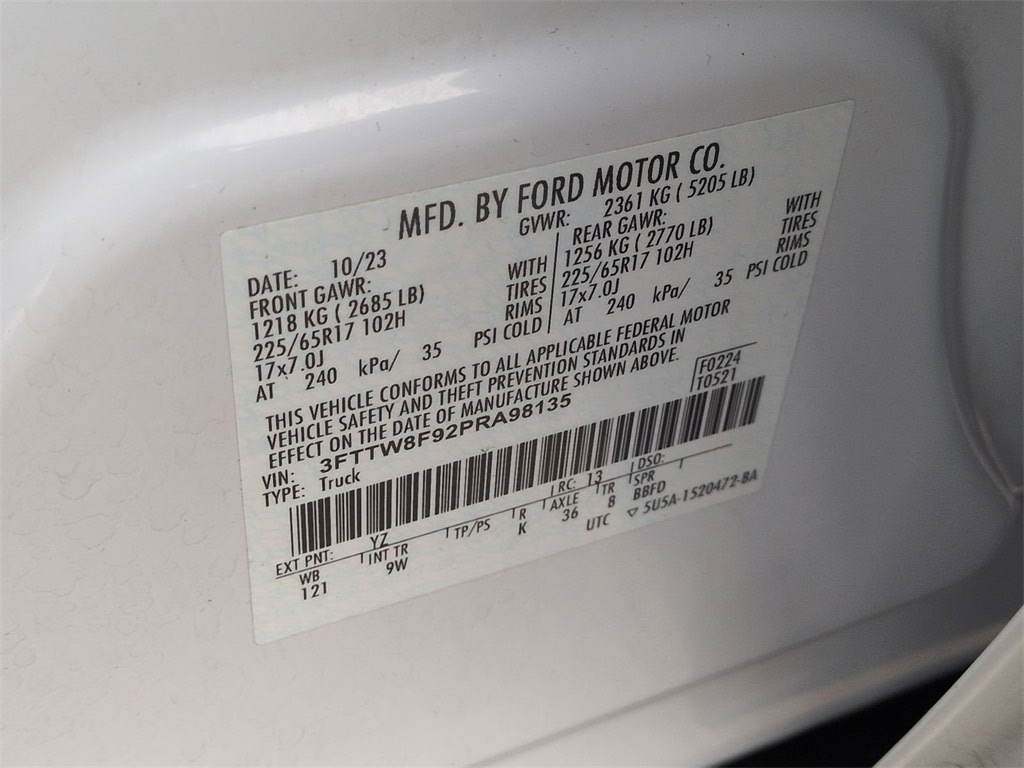 MFD. BY FORD MOTOR CO.
DATE: 10/23
GVWR: 2361 KG ( 5205 LB)
FRONT GAWR:
1218 KG ( 2685 LB) WITH
225/65R17 102H TIRES
17x7.0J RIMS
AT 240 kPa/ 35 PSI COLD
REAR GAWR:
1256 KG ( 2770 LB) WITH
225/65R17 102H TIRES
17x7.0J RIMS
AT 240 kPa/ 35 PSI COLD
THIS VEHICLE CONFORMS TO ALL APPLICABLE FEDERAL MOTOR
VEHICLE SAFETY AND THEFT PREVENTION STANDARDS IN
EFFECT ON THE DATE OF MANUFACTURE SHOWN ABOVE.
VIN: 3FTTW8F92PRA98135
TYPE: Truck
F0224
T0521
EXT PNT: YZ RC: 13 DSO:
WB INT TR TP/PS R AXLE TR SPR
121 9W K 36 8 BBFD
UTC ▽ 5U5A-1520472-BA